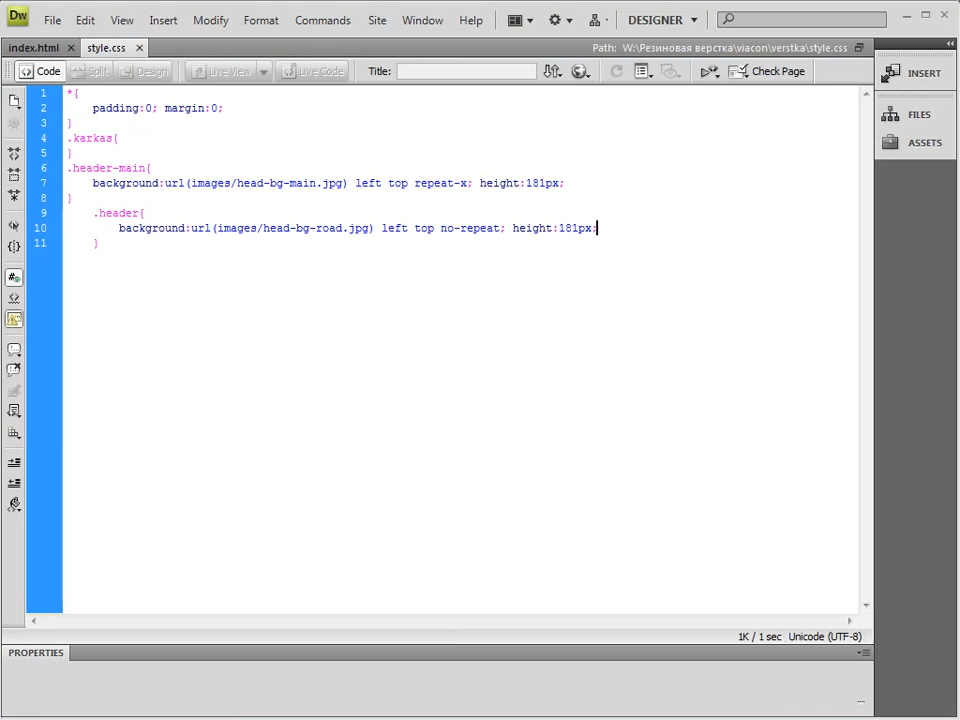 Dw File Edit View Insert Modify Format Commands Site Window Help DESIGNER
index.html style.css Path: W:\Резиновая верстка\viacon\verstka\style.css
Code Split Design Live View Live Code Title: Check Page
INSERT
FILES
ASSETS
1 *{
2 padding:0; margin:0;
3 }
4 .karkas{
5 }
6 .header-main{
7 background:url(images/head-bg-main.jpg) left top repeat-x; height:181px;
8 }
9 .header{
10 background:url(images/head-bg-road.jpg) left top no-repeat; height:181px;
11 }
1K / 1 sec Unicode (UTF-8)
PROPERTIES